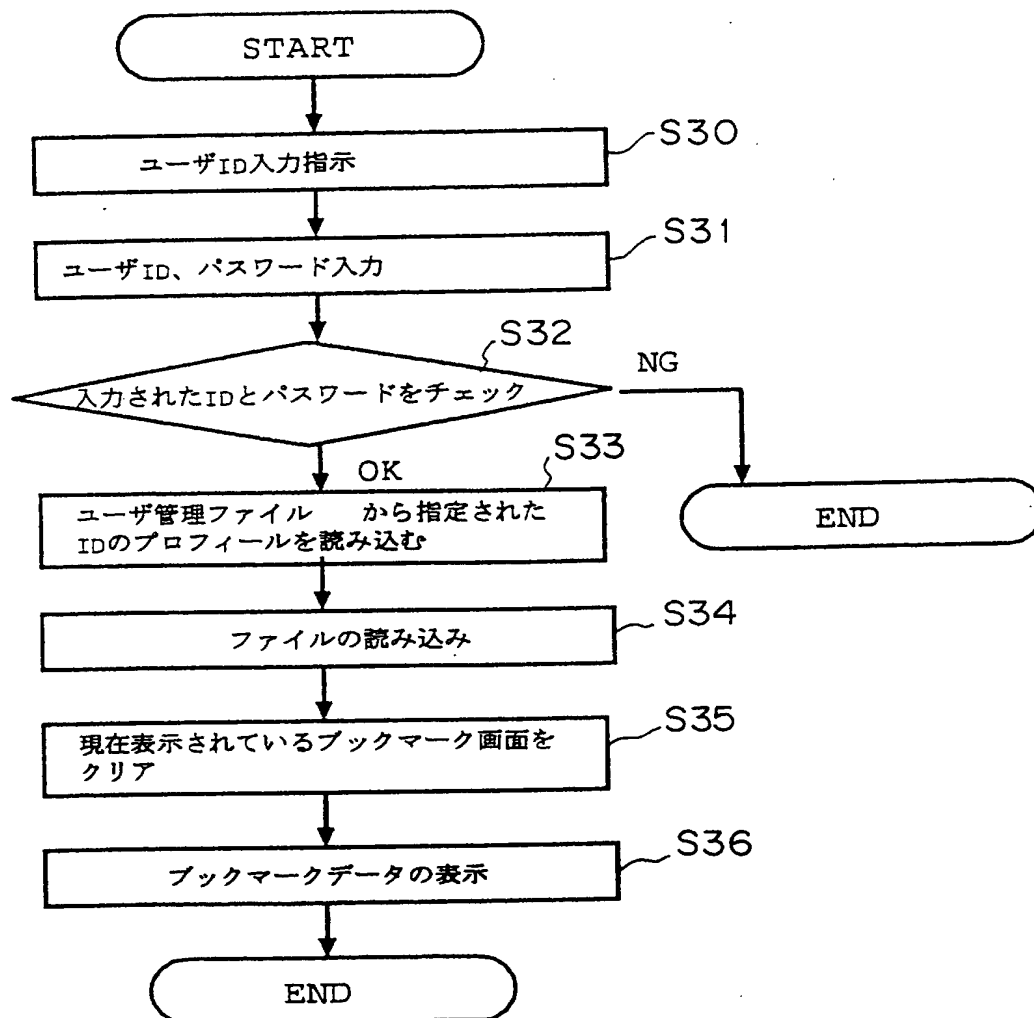 START
S30
ユーザID入力指示
S31
ユーザID、パスワード入力
S32
NG
入力されたIDとパスワードをチェック
OK
S33
ユーザ管理ファイル　　から指定された
IDのプロフィールを読み込む
END
S34
ファイルの読み込み
S35
現在表示されているブックマーク画面を
クリア
S36
ブックマークデータの表示
END